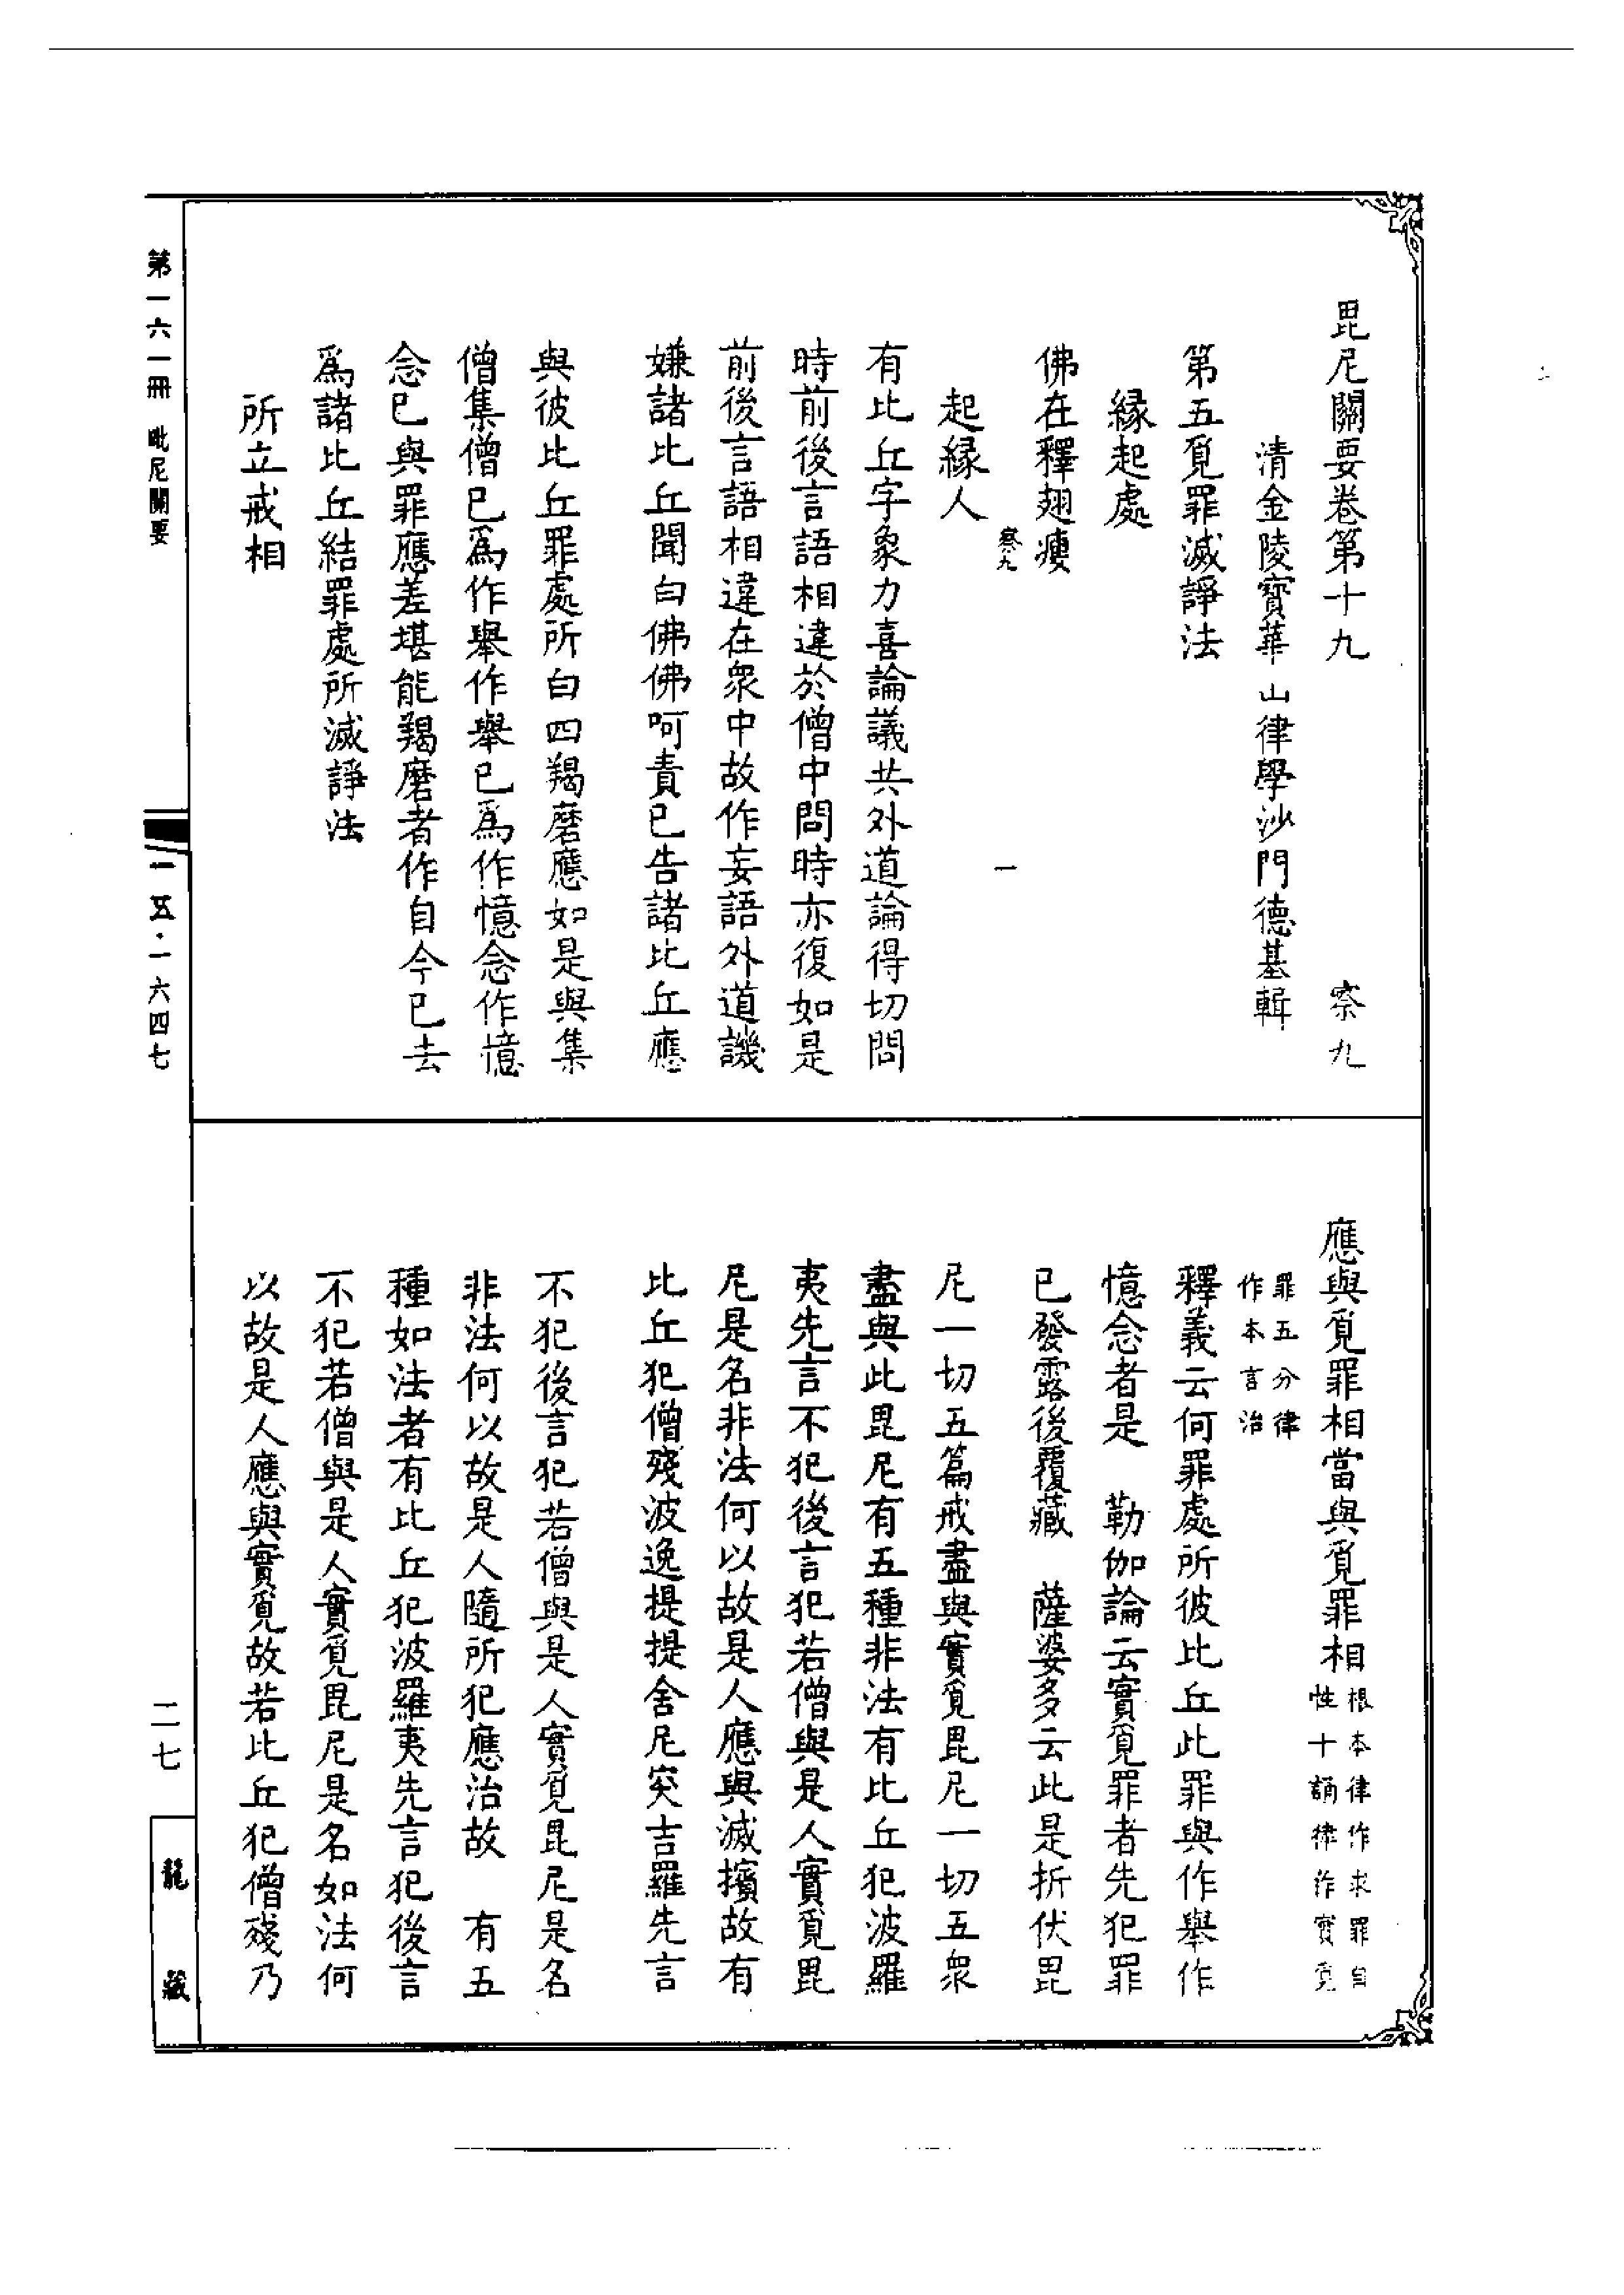 毘尼關要卷第十九 察九
清金陵寶華山律學沙門德基輯
第五覓罪滅諍法
緣起處
佛在釋翅瘦
察九 一
起緣人
有比丘字象力喜論議共外道論得切問
時前後言語相違於僧中問時亦復如是
前後言語相違在眾中故作妄語外道譏
嫌諸比丘聞白佛佛呵責已告諸比丘應
與彼比丘罪處所白四羯磨應如是與集
僧集僧已為作舉作舉已為作憶念作憶
念已與罪應差堪能羯磨者作自今已去
為諸比丘結罪處所滅諍法
所立戒相
應與覓罪相當與覓罪相
根本律作求罪自
性十誦律作實覓
罪五分律
作本言治
釋義云何罪處所彼比丘此罪與作舉作
憶念者是 勒伽論云實覓罪者先犯罪
已發露後覆藏 薩婆多云此是折伏毘
尼一切五篇戒盡與實覓毘尼一切五眾
盡與此毘尼有五種非法有比丘犯波羅
夷先言不犯後言犯若僧與是人實覓毘
尼是名非法何以故是人應與滅擯故有
比丘犯僧殘波逸提提舍尼突吉羅先言
不犯後言犯若僧與是人實覓毘尼是名
非法何以故是人隨所犯應治故 有五
種如法者有比丘犯波羅夷先言犯後言
不犯若僧與是人實覓毘尼是名如法何
以故是人應與實覓故若比丘犯僧殘乃
第一六一冊 毗尼關要
一五·一六四七
二七
龍藏